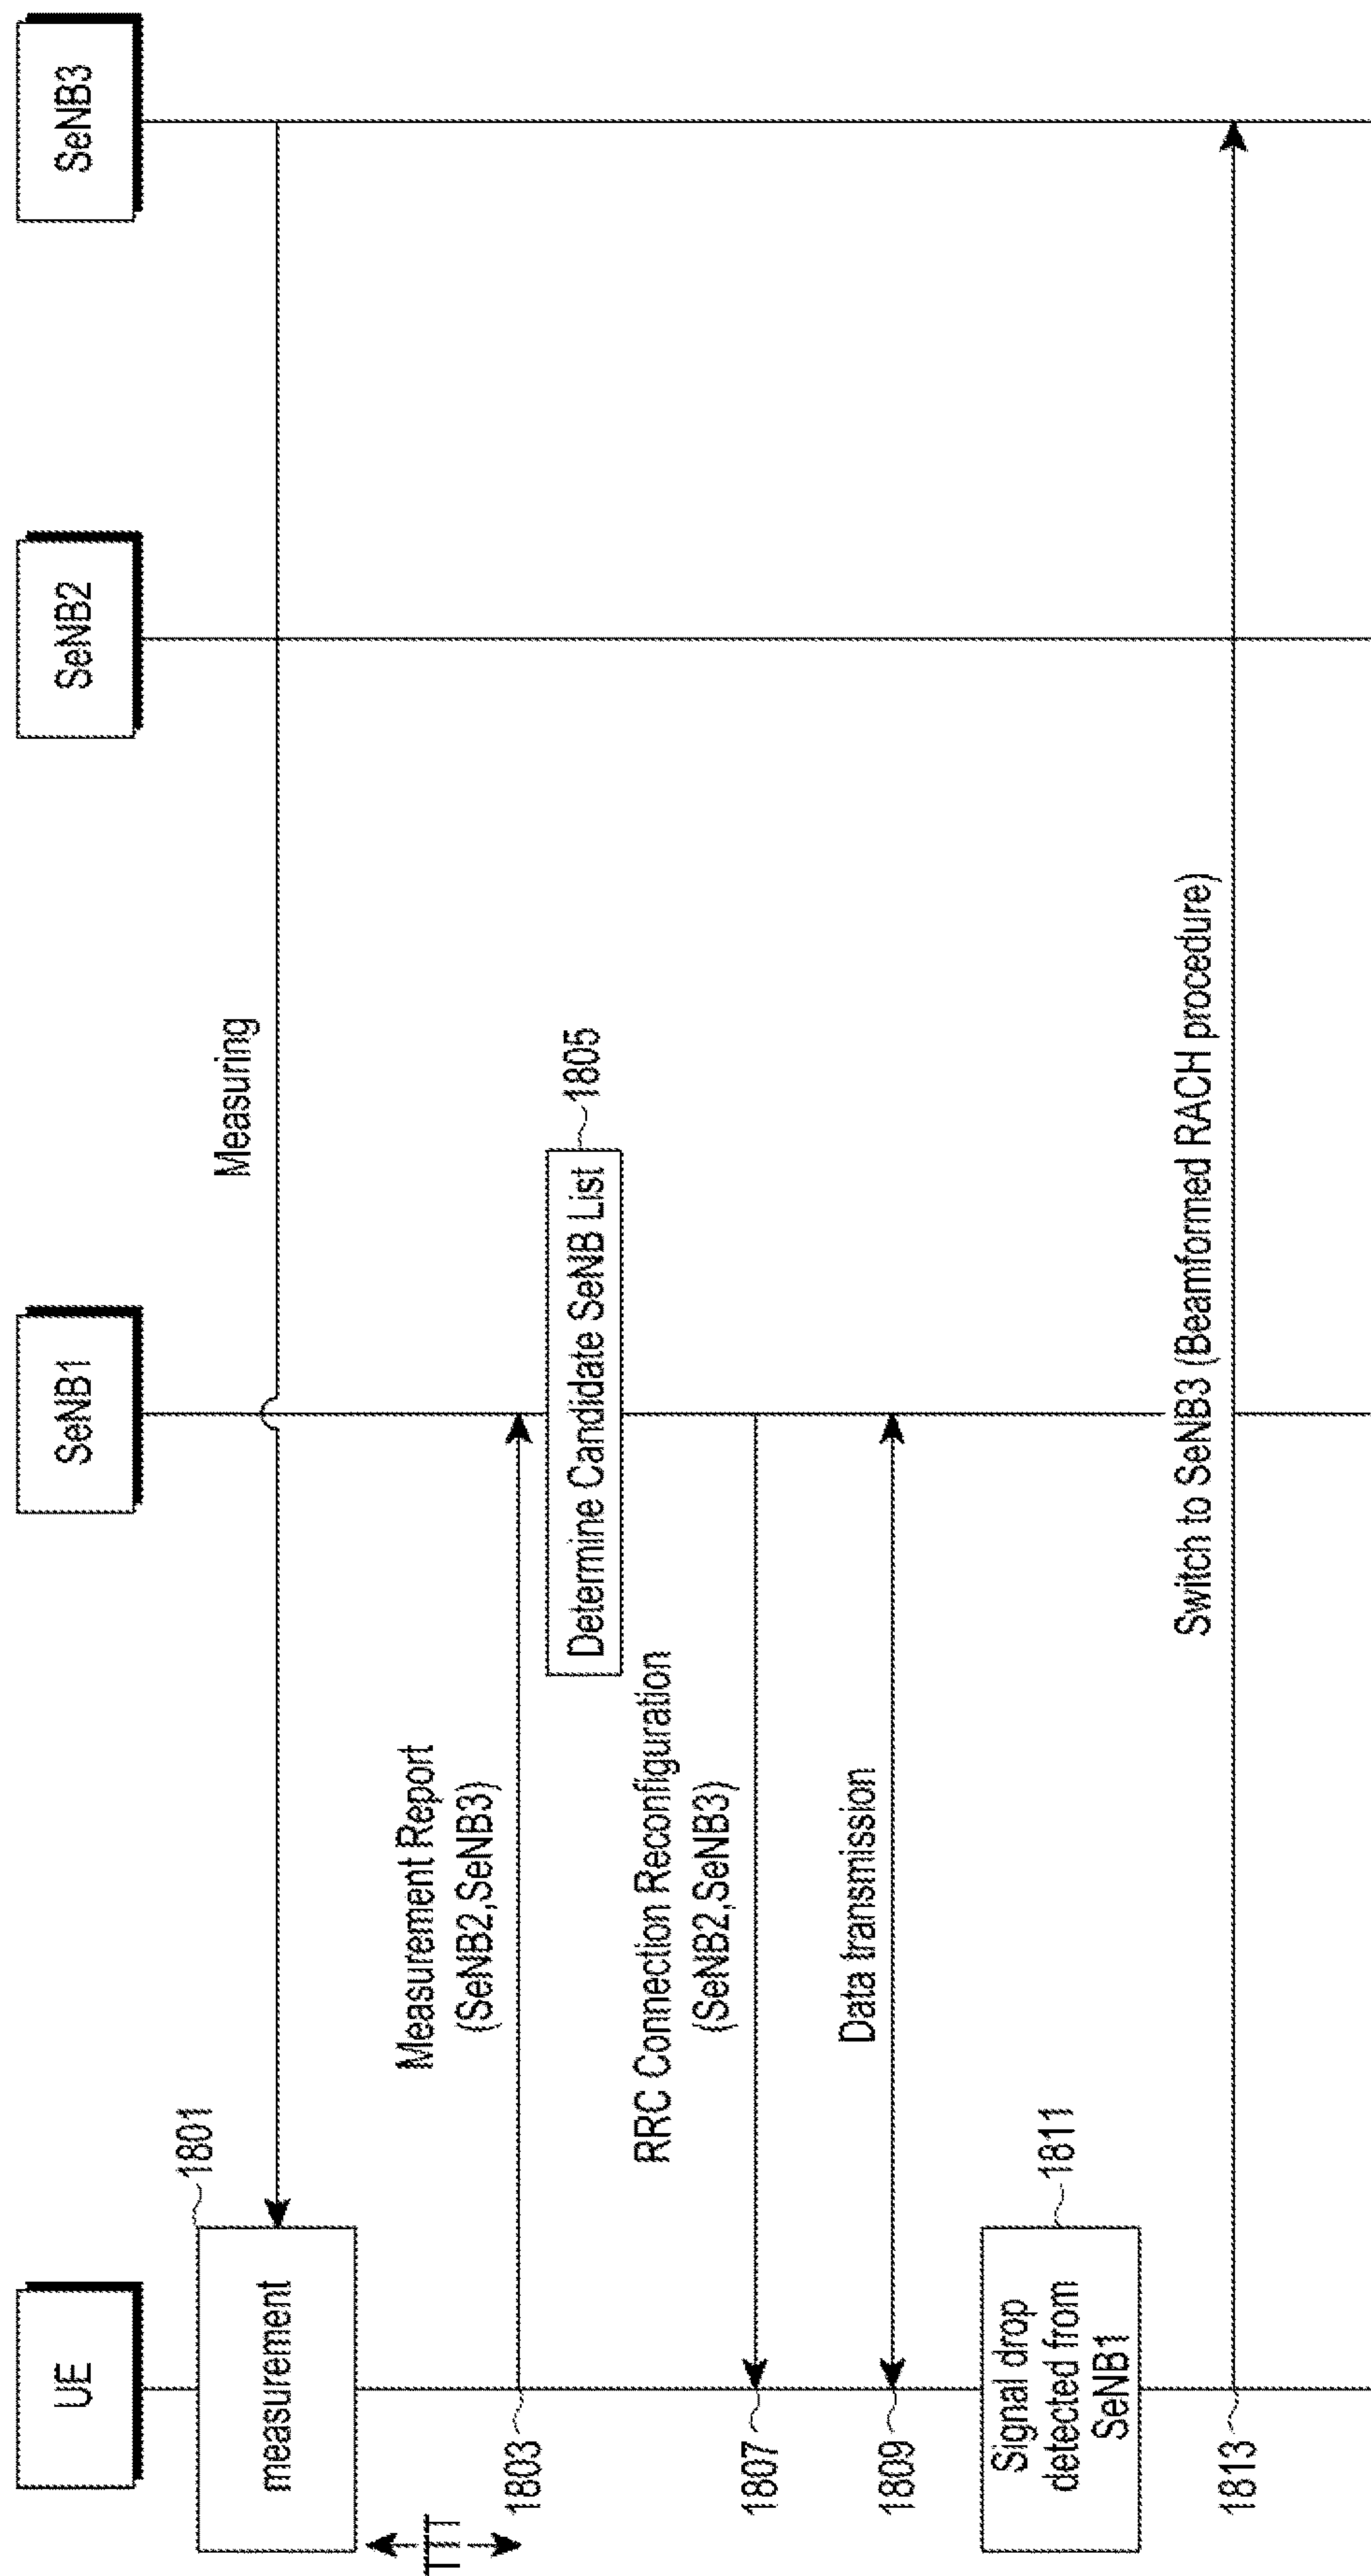 UE
SeNB1
SeNB2
SeNB3
1801
measurement
Measuring
TTT
Measurement Report
(SeNB2,SeNB3)
1803
Determine Candidate SeNB List
1805
RRC Connection Reconfiguration
(SeNB2,SeNB3)
1807
Data transmission
1809
Signal drop
detected from
SeNB1
1811
Switch to SeNB3 (Beamformed RACH procedure)
1813